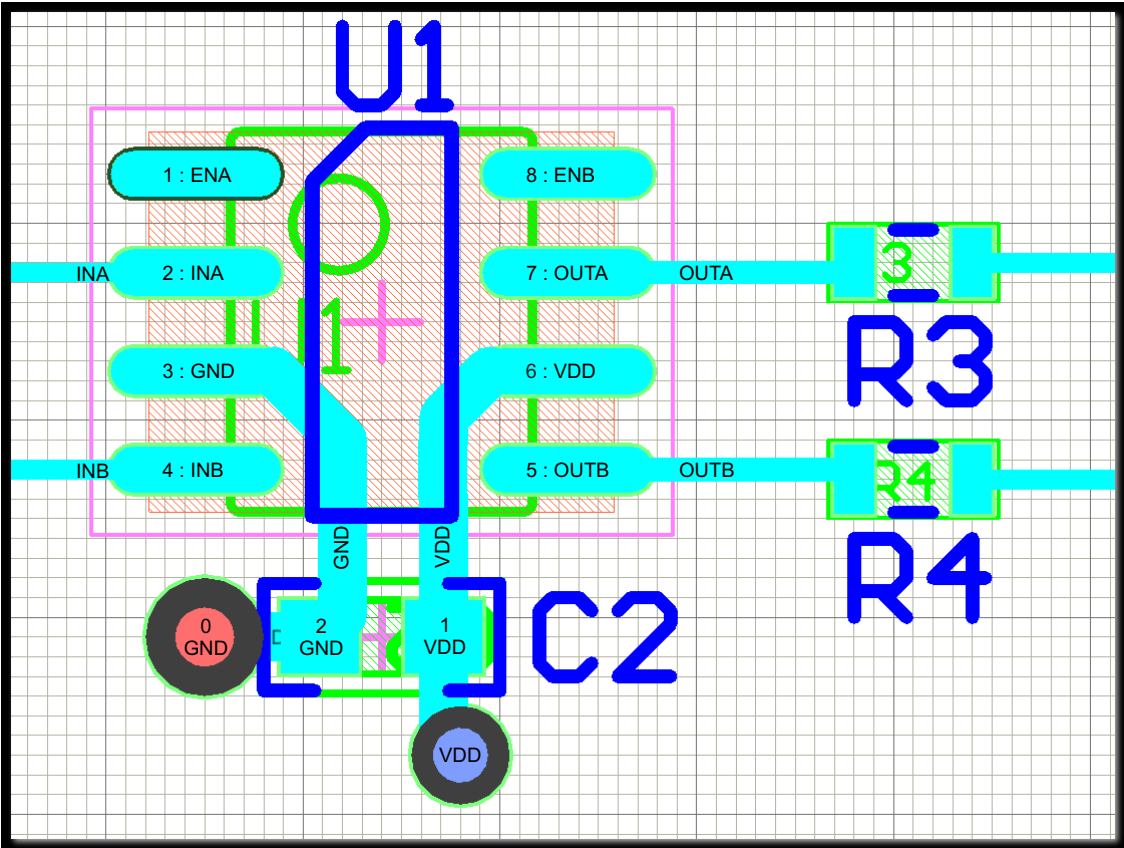 U1
1 : ENA
8 : ENB
INA
2 : INA
7 : OUTA
OUTA
3
R3
U1
3 : GND
6 : VDD
INB
4 : INB
5 : OUTB
OUTB
R4
R4
GND
VDD
0
GND
2
GND
1
VDD
C2
VDD